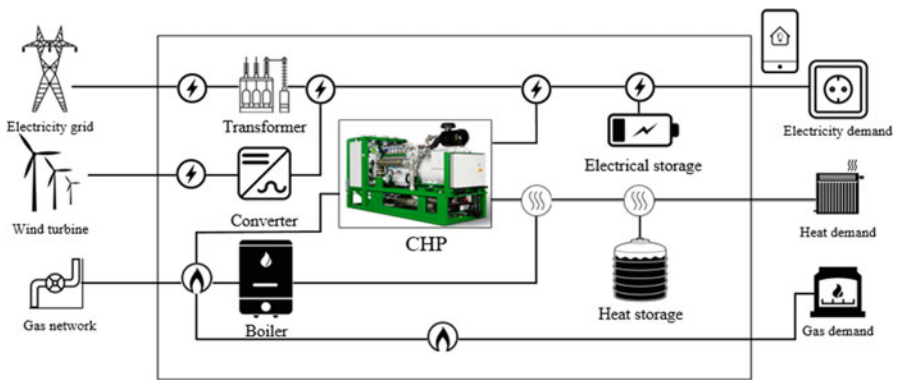 Electricity grid
Transformer
Electrical storage
Electricity demand
Wind turbine
Converter
CHP
Heat demand
Gas network
Boiler
Heat storage
Gas demand